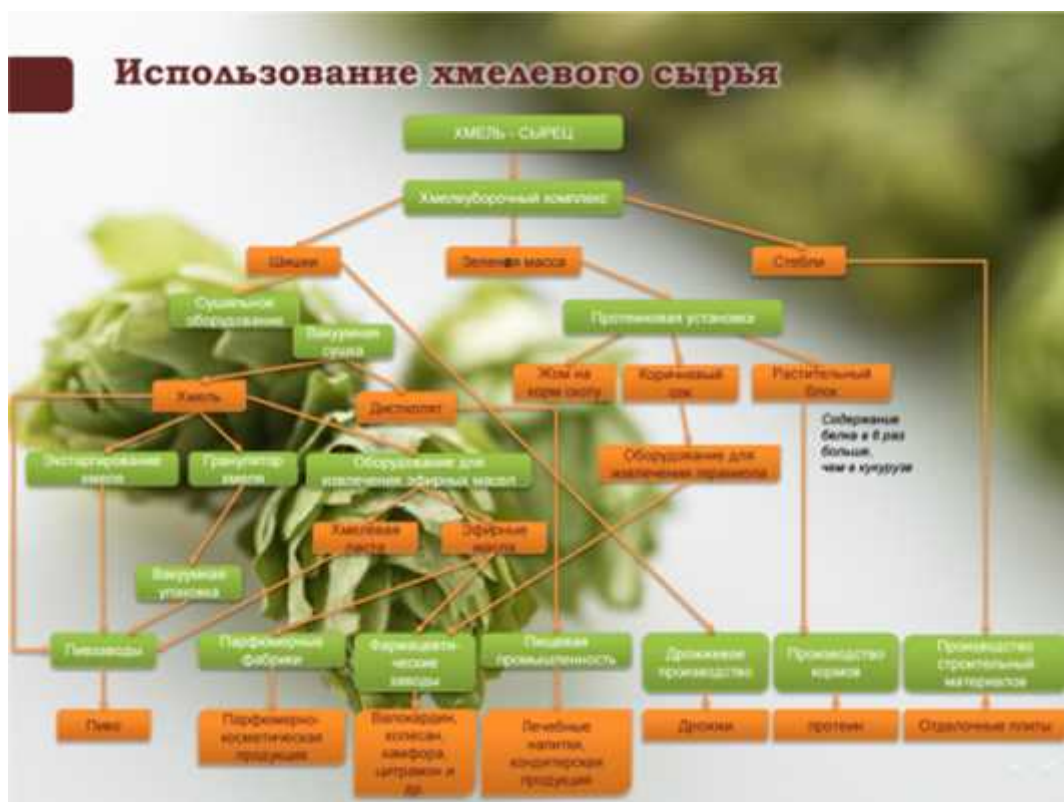 Использование хмелевого сырья
ХМЕЛЬ - СЫРЕЦ
Хмелеуборочный комплекс
Шишки
Зеленая масса
Стебли
Сушильное
оборудование
Вакуумная
сушка
Протеиновая установка
Жом на
корм скоту
Коричневый
сок
Растительный
блок
Хмель
Дистиллят
Содержание
белка в 6 раз
больше,
чем в кукурузе
хмеля
Гранулятор
хмеля
Оборудование для
извлечения эфирных масел
Оборудование для
извлечения
Хмелевая
паста
Эфирные
масла
Вакуумная
упаковка
Пивзаводы
Парфюмерные
фабрики
Фармацевти-
ческие
заводы
Пищевая
промышленность
Дрожжевое
производство
Производство
кормов
Производство
строительный
материалов
Пиво
Парфюмерно-
косметическая
продукция
Валокордин,
камфора,
цитрамон и
др.
Лечебные
напитки,
кондитерская
продукция
Дрожжи
протеин
Отделочные плиты